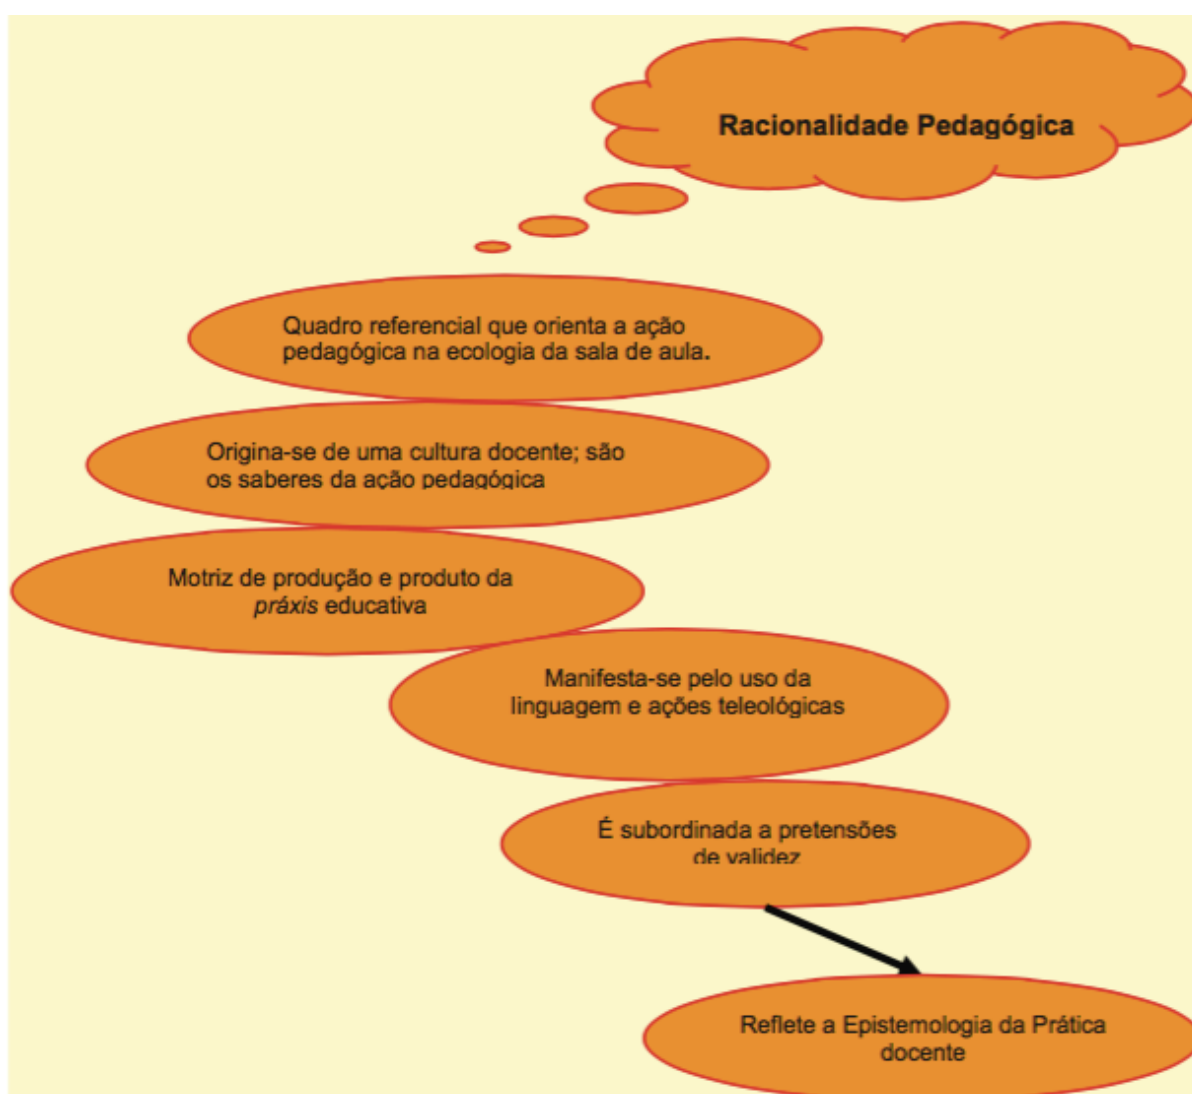 Racionalidade Pedagógica
Quadro referencial que orienta a ação
pedagógica na ecologia da sala de aula.
Origina-se de uma cultura docente; são
os saberes da ação pedagógica
Motriz de produção e produto da
práxis educativa
Manifesta-se pelo uso da
linguagem e ações teleológicas
É subordinada a pretensões
de validez
Reflete a Epistemologia da Prática
docente